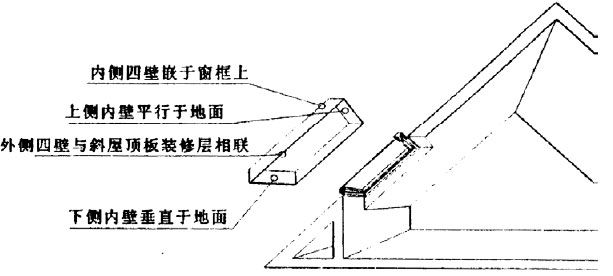 内侧四壁嵌于窗框上
上侧内壁平行于地面
外侧四壁与斜屋顶板装修层相联
下侧内壁垂直于地面